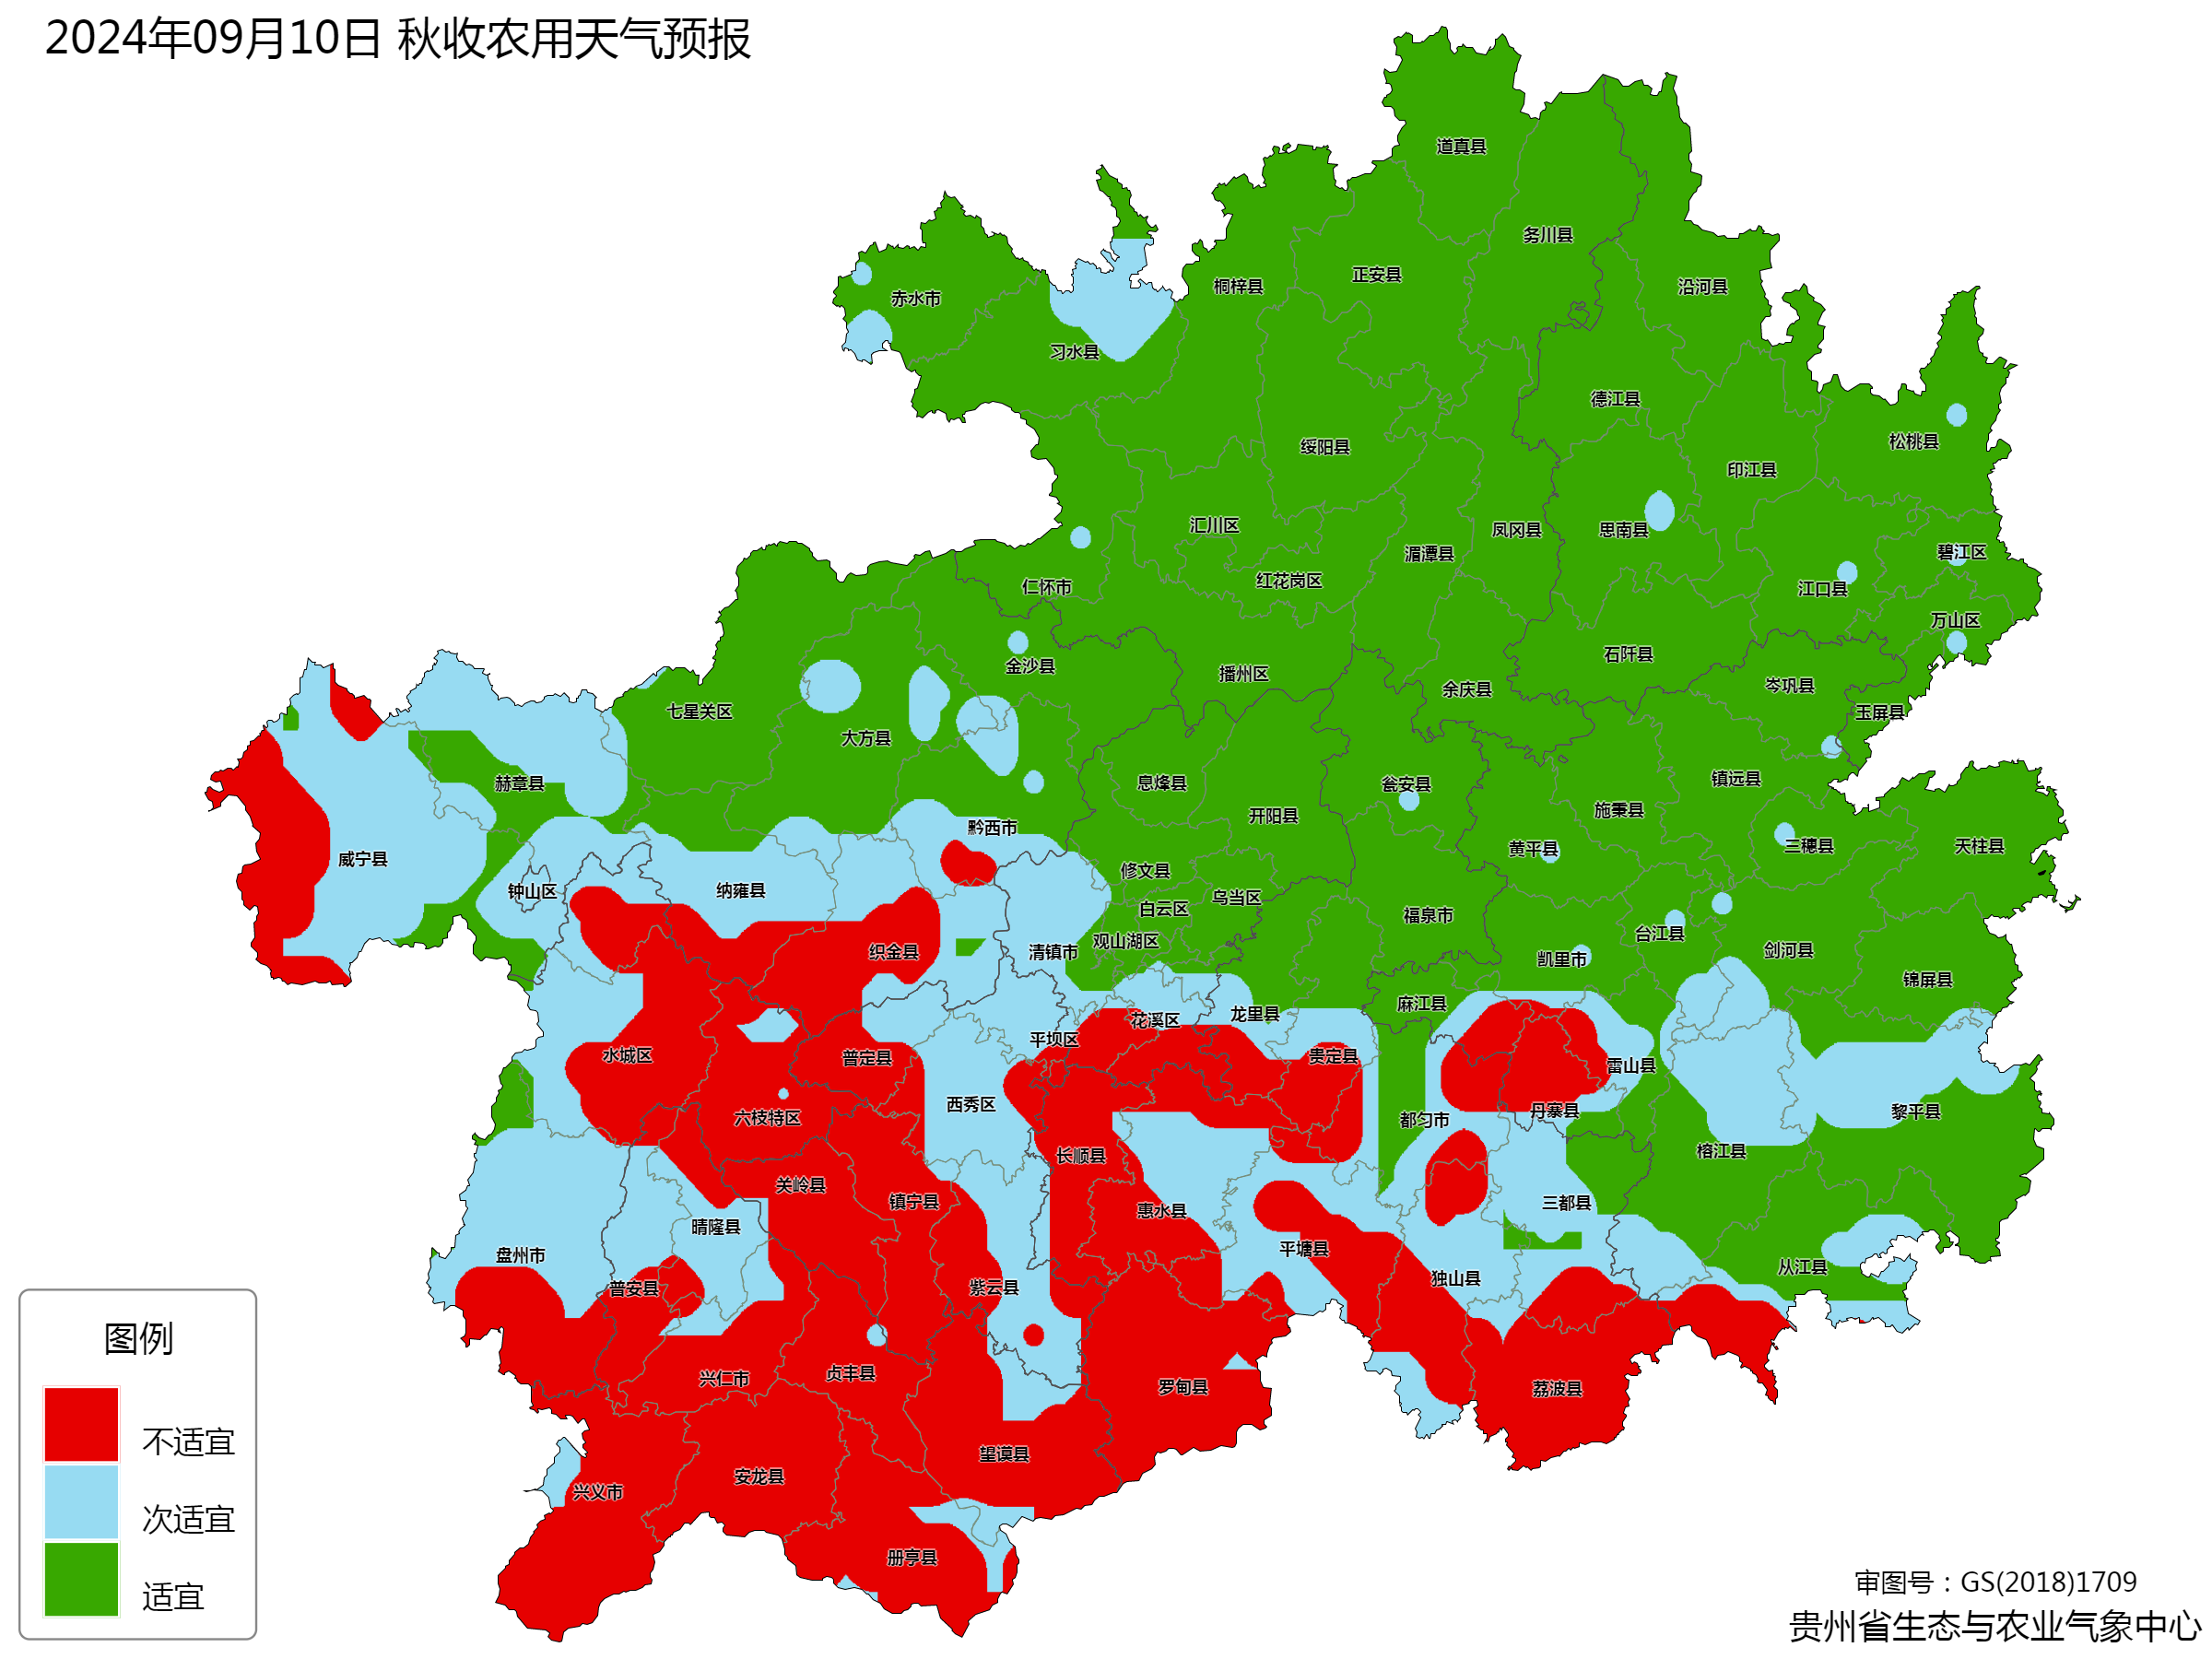 2024年09月10日 秋收农用天气预报
道真县
务川县
正安县
桐梓县
沿河县
赤水市
习水县
德江县
松桃县
绥阳县
印江县
汇川区
凤冈县
思南县
湄潭县
碧江区
红花岗区
仁怀市
江口县
万山区
石阡县
金沙县
播州区
岑巩县
余庆县
七星关区
玉屏县
大方县
镇远县
赫章县
息烽县
瓮安县
施秉县
开阳县
黔西市
三穗县
天柱县
黄平县
威宁县
修文县
钟山区
纳雍县
乌当区
白云区
福泉市
台江县
观山湖区
织金县
清镇市
剑河县
凯里市
锦屏县
麻江县
龙里县
花溪区
平坝区
水城区
普定县
贵定县
雷山县
西秀区
丹寨县
黎平县
六枝特区
都匀市
榕江县
长顺县
关岭县
镇宁县
三都县
惠水县
晴隆县
平塘县
盘州市
从江县
独山县
普安县
紫云县
贞丰县
兴仁市
罗甸县
荔波县
望谟县
安龙县
兴义市
册亨县
图例
不适宜
次适宜
适宜
审图号：GS(2018)1709
贵州省生态与农业气象中心